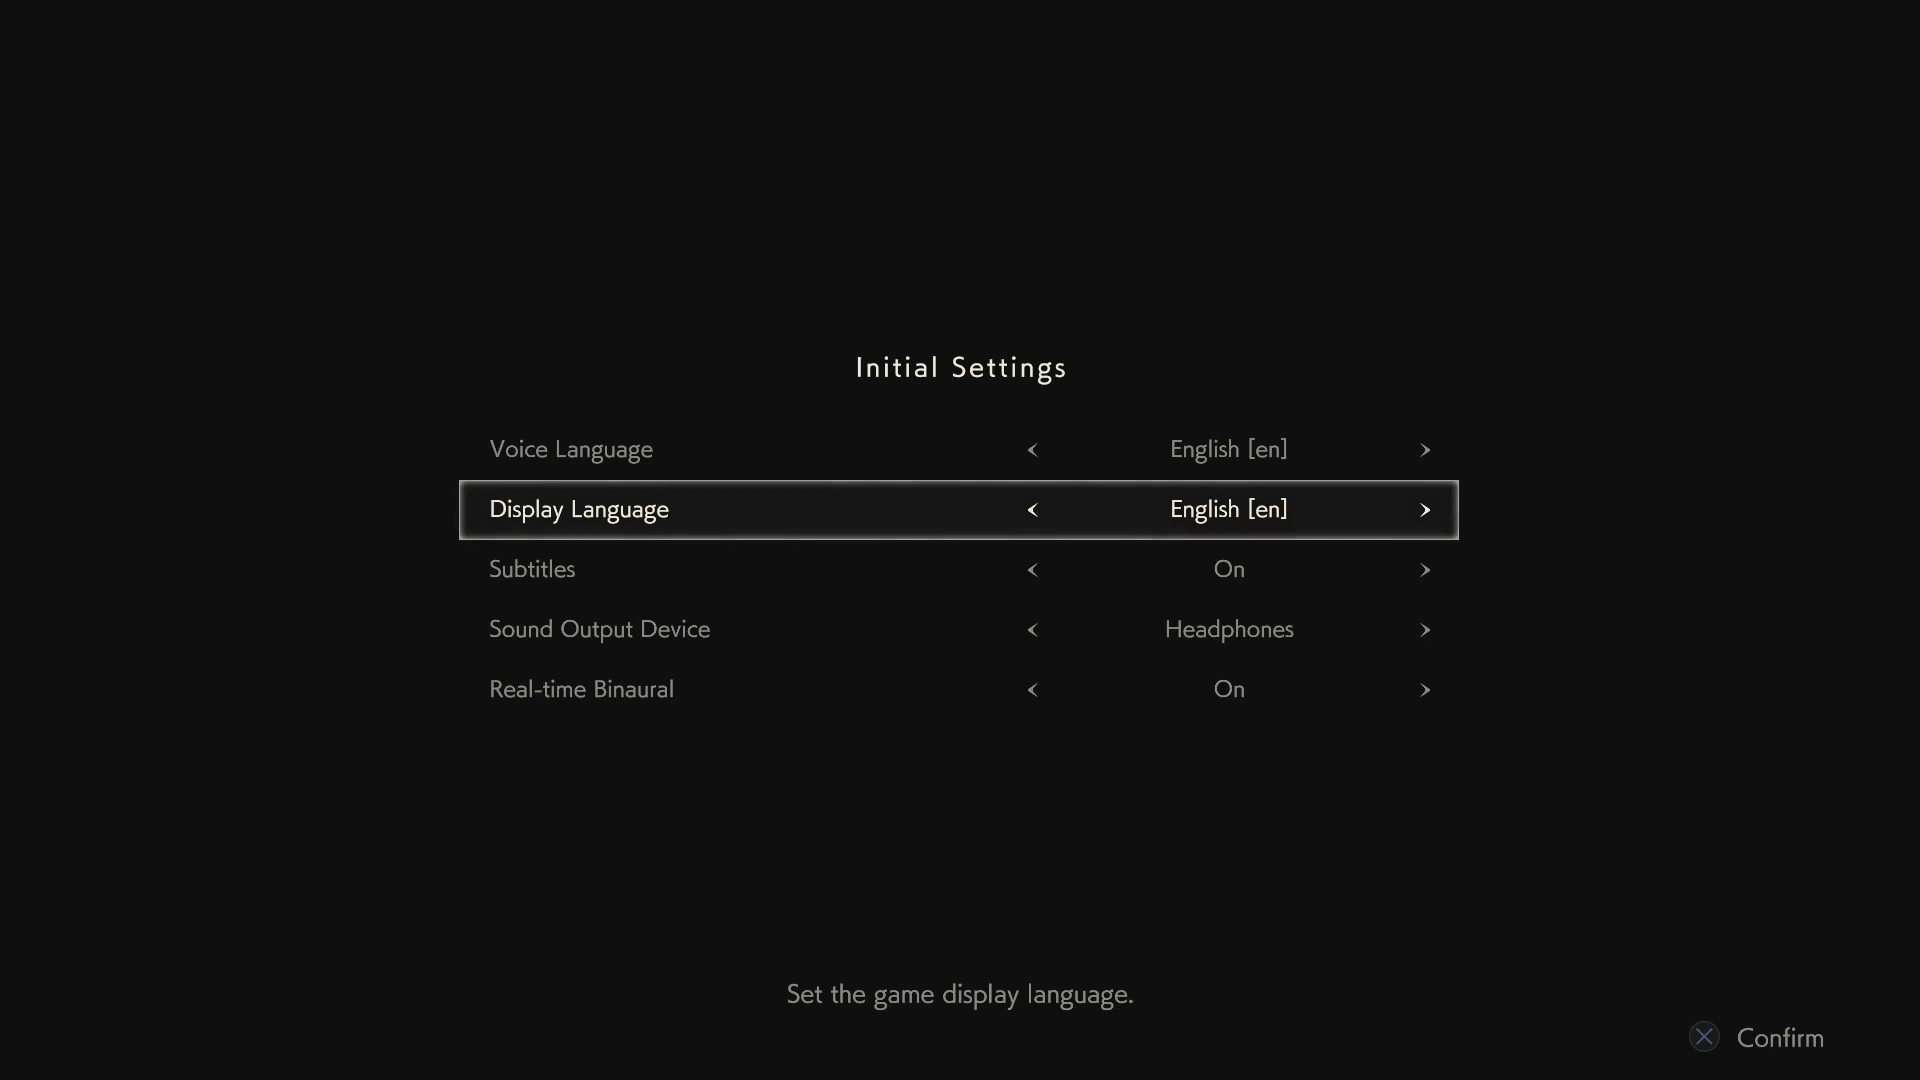 Initial Settings
Voice Language < English [en] >
Display Language < English [en] >
Subtitles < On >
Sound Output Device < Headphones >
Real-time Binaural < On >
Set the game display language.
Confirm